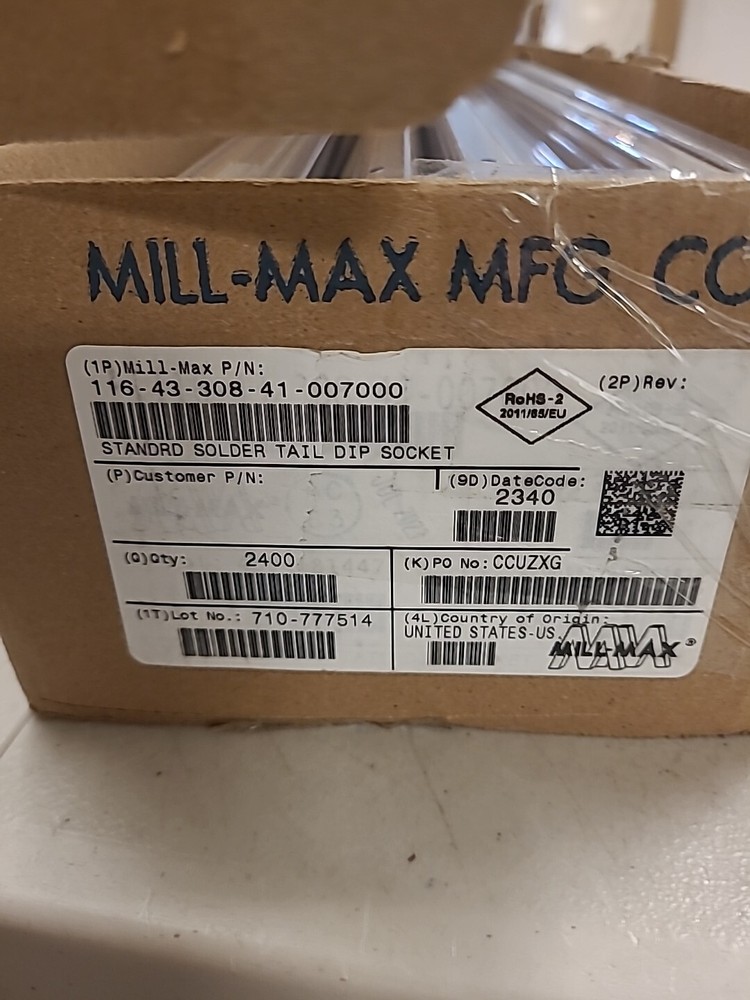 MILL-MAX MFG CO
(1P)Mill-Max P/N:
116-43-308-41-007000
STANDRD SOLDER TAIL DIP SOCKET
RoHS-2
2011/65/EU
(2P)Rev:
(P)Customer P/N:
(9D)DateCode:
2340
(Q)Qty: 2400
(K)PO No:CCUZXG
(1T)Lot No.: 710-777514
(4L)Country of Origin:
UNITED STATES-US
MILL-MAX®